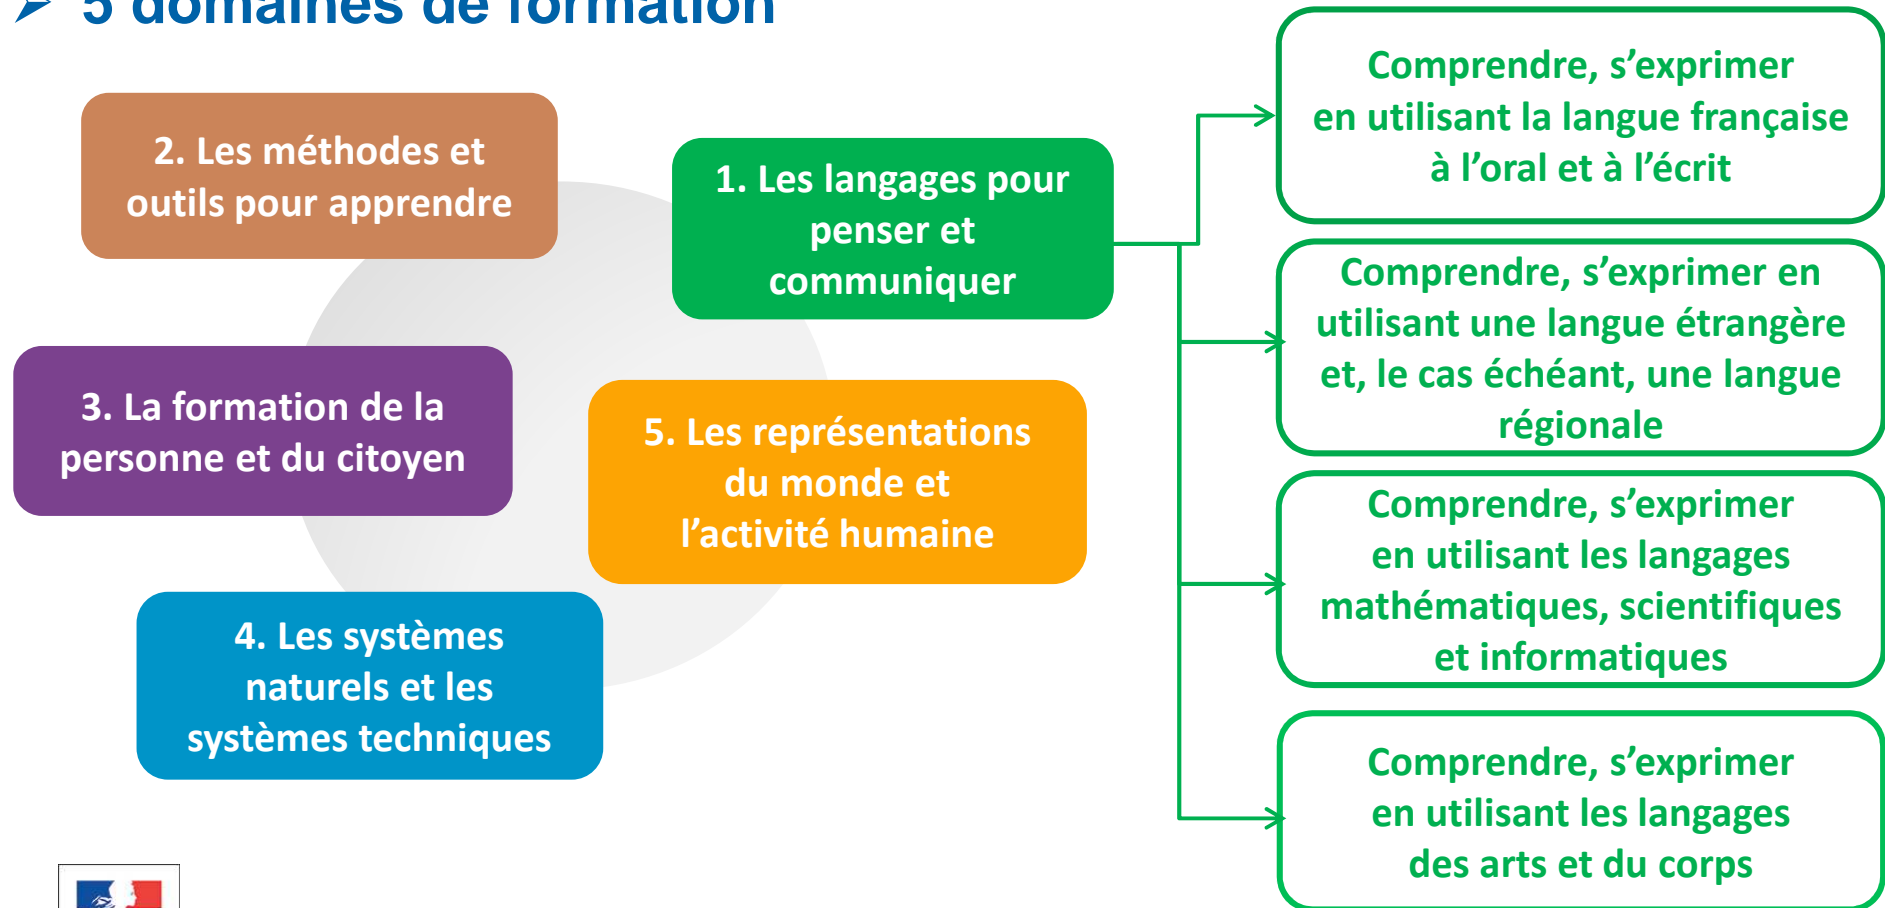 ➢ 5 domaines de formation
2. Les méthodes et
outils pour apprendre
1. Les langages pour
penser et
communiquer
3. La formation de la
personne et du citoyen
5. Les représentations
du monde et
l’activité humaine
4. Les systèmes
naturels et les
systèmes techniques
Comprendre, s’exprimer
en utilisant la langue française
à l’oral et à l’écrit
Comprendre, s’exprimer en
utilisant une langue étrangère
et, le cas échéant, une langue
régionale
Comprendre, s’exprimer
en utilisant les langages
mathématiques, scientifiques
et informatiques
Comprendre, s’exprimer
en utilisant les langages
des arts et du corps